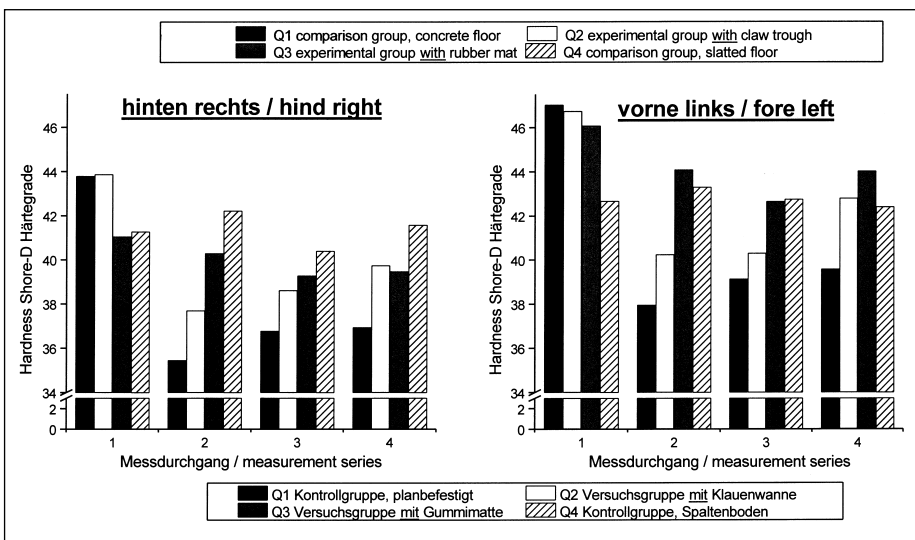 Q1 comparison group, concrete floor
Q2 experimental group with claw trough
Q3 experimental group with rubber mat
Q4 comparison group, slatted floor
hinten rechts / hind right
Hardness Shore-D Härtegrade
46
44
42
40
38
36
34
2
0
1 2 3 4
Messdurchgang / measurement series
vorne links / fore left
Hardness Shore-D Härtegrade
46
44
42
40
38
36
34
2
0
1 2 3 4
Messdurchgang / measurement series
Q1 Kontrollgruppe, planbefestigt
Q2 Versuchsgruppe mit Klauenwanne
Q3 Versuchsgruppe mit Gummimatte
Q4 Kontrollgruppe, Spaltenboden